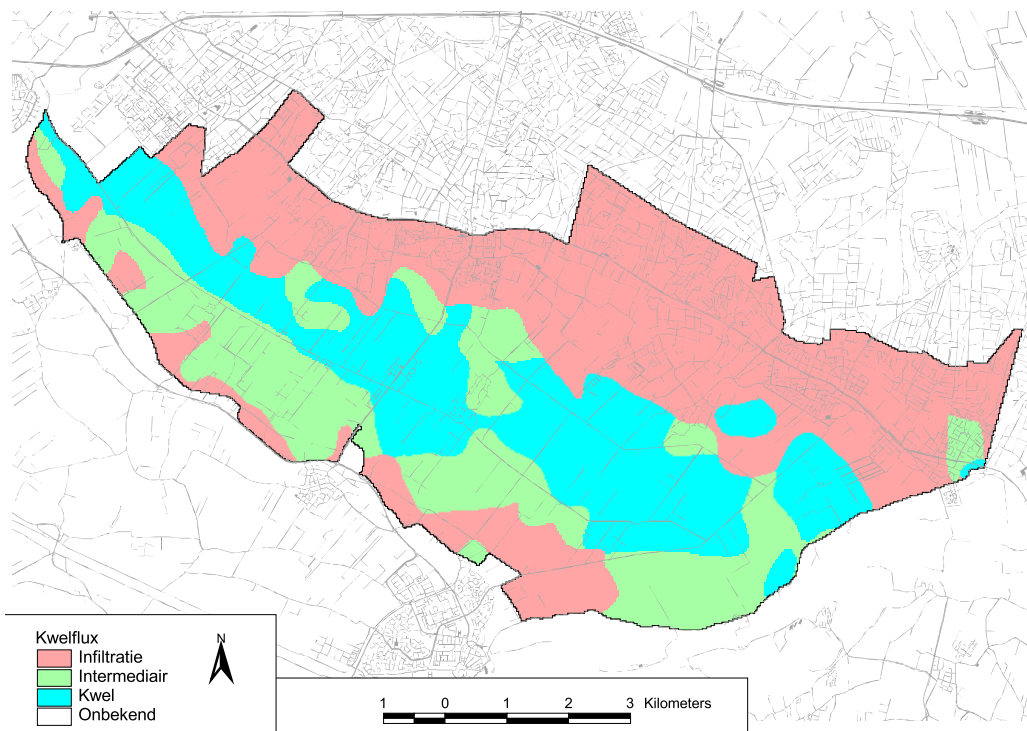 Kwelflux
Infiltratie
Intermediair
Kwel
Onbekend
N
1 0 1 2 3 Kilometers